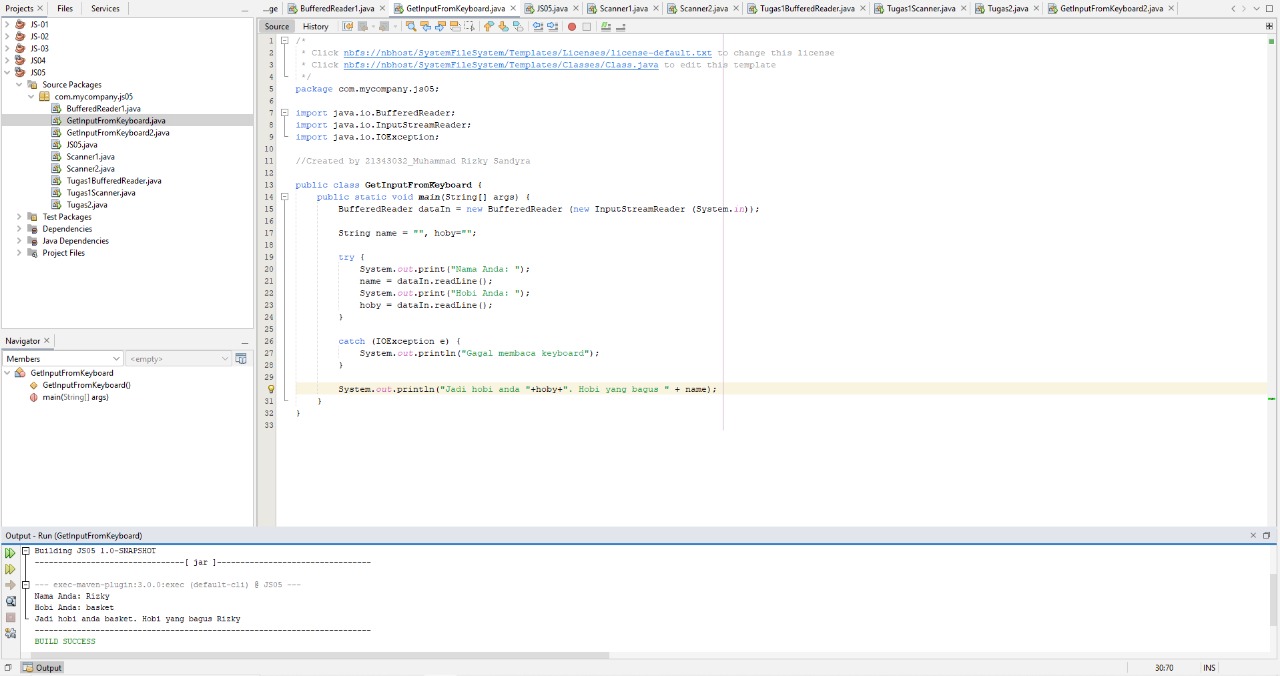 Projects Files Services
JS-01
JS-02
JS-03
JS04
JS05
Source Packages
com.mycompany.js05
BufferedReader1.java
GetInputFromKeyboard.java
GetInputFromKeyboard2.java
JS05.java
Scanner1.java
Scanner2.java
Tugas1BufferedReader.java
Tugas1Scanner.java
Tugas2.java
Test Packages
Dependencies
Java Dependencies
Project Files
Navigator
Members <empty>
GetInputFromKeyboard
GetInputFromKeyboard()
main(String[] args)
...ge BufferedReader1.java GetInputFromKeyboard.java JS05.java Scanner1.java Scanner2.java Tugas1BufferedReader.java Tugas1Scanner.java Tugas2.java GetInputFromKeyboard2.java
Source History
1 /*
2 * Click nbfs://nbhost/SystemFileSystem/Templates/Licenses/license-default.txt to change this license
3 * Click nbfs://nbhost/SystemFileSystem/Templates/Classes/Class.java to edit this template
4 */
5 package com.mycompany.js05;
6
7 import java.io.BufferedReader;
8 import java.io.InputStreamReader;
9 import java.io.IOException;
10
11 //Created by 21343032_Muhammad Rizky Sandyra
12
13 public class GetInputFromKeyboard {
14 public static void main(String[] args) {
15 BufferedReader dataIn = new BufferedReader (new InputStreamReader (System.in));
16
17 String name = "", hoby="";
18
19 try {
20 System.out.print("Nama Anda: ");
21 name = dataIn.readLine();
22 System.out.print("Hobi Anda: ");
23 hoby = dataIn.readLine();
24 }
25
26 catch (IOException e) {
27 System.out.println("Gagal membaca keyboard");
28 }
29
System.out.println("Jadi hobi anda "+hoby+". Hobi yang bagus " + name);
31 }
32 }
33
Output - Run (GetInputFromKeyboard)
Building JS05 1.0-SNAPSHOT
--------------------------------[ jar ]---------------------------------
--- exec-maven-plugin:3.0.0:exec (default-cli) @ JS05 ---
Nama Anda: Rizky
Hobi Anda: basket
Jadi hobi anda basket. Hobi yang bagus Rizky
------------------------------------------------------------------------
BUILD SUCCESS
Output
30:70 INS